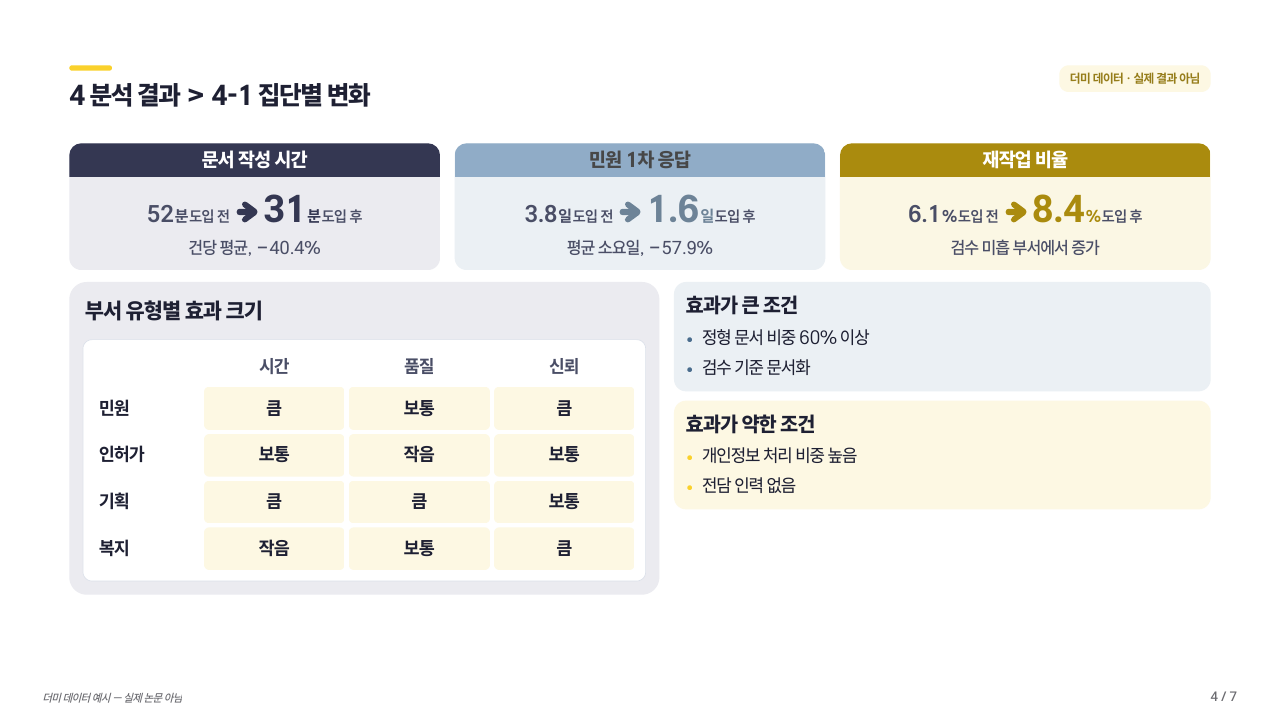 4 분석 결과 > 4-1 집단별 변화
더미 데이터 · 실제 결과 아님
문서 작성 시간
52분도입 전 → 31분도입 후
건당 평균, −40.4%
민원 1차 응답
3.8일도입 전 → 1.6일도입 후
평균 소요일, −57.9%
재작업 비율
6.1%도입 전 → 8.4%도입 후
검수 미흡 부서에서 증가
부서 유형별 효과 크기
시간 품질 신뢰
민원 큼 보통 큼
인허가 보통 작음 보통
기획 큼 큼 보통
복지 작음 보통 큼
효과가 큰 조건
• 정형 문서 비중 60% 이상
• 검수 기준 문서화
효과가 약한 조건
• 개인정보 처리 비중 높음
• 전담 인력 없음
더미 데이터 예시 — 실제 논문 아님
4 / 7